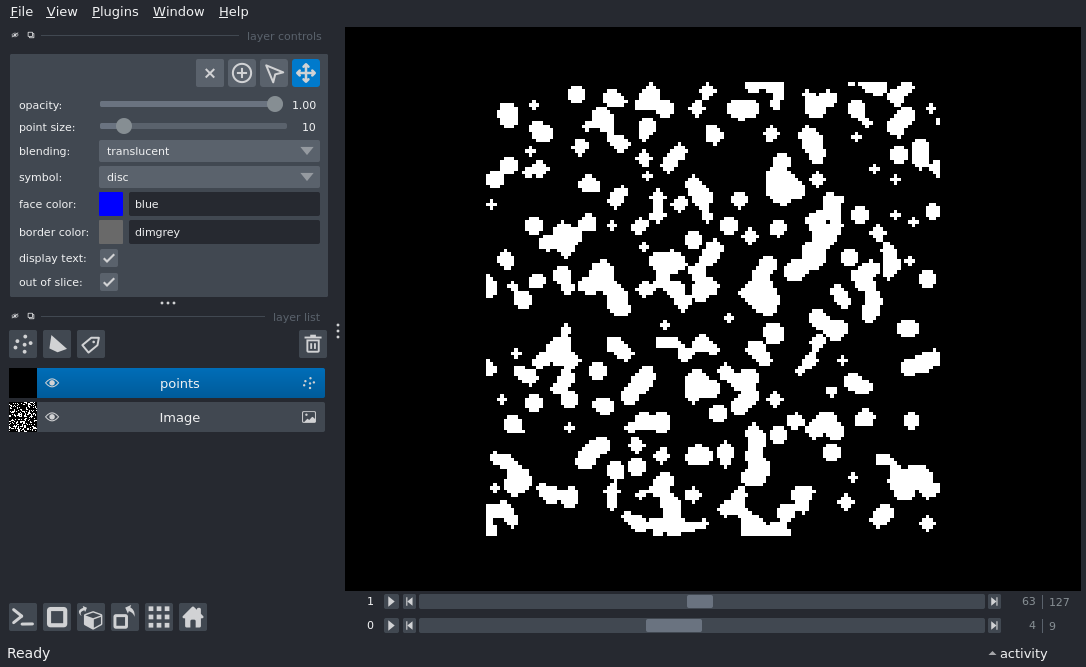 File View Plugins Window Help
layer controls
opacity: 1.00
point size: 10
blending: translucent
symbol: disc
face color: blue
border color: dimgrey
display text:
out of slice:
layer list
points
Image
1 63 | 127
0 4 | 9
Ready activity